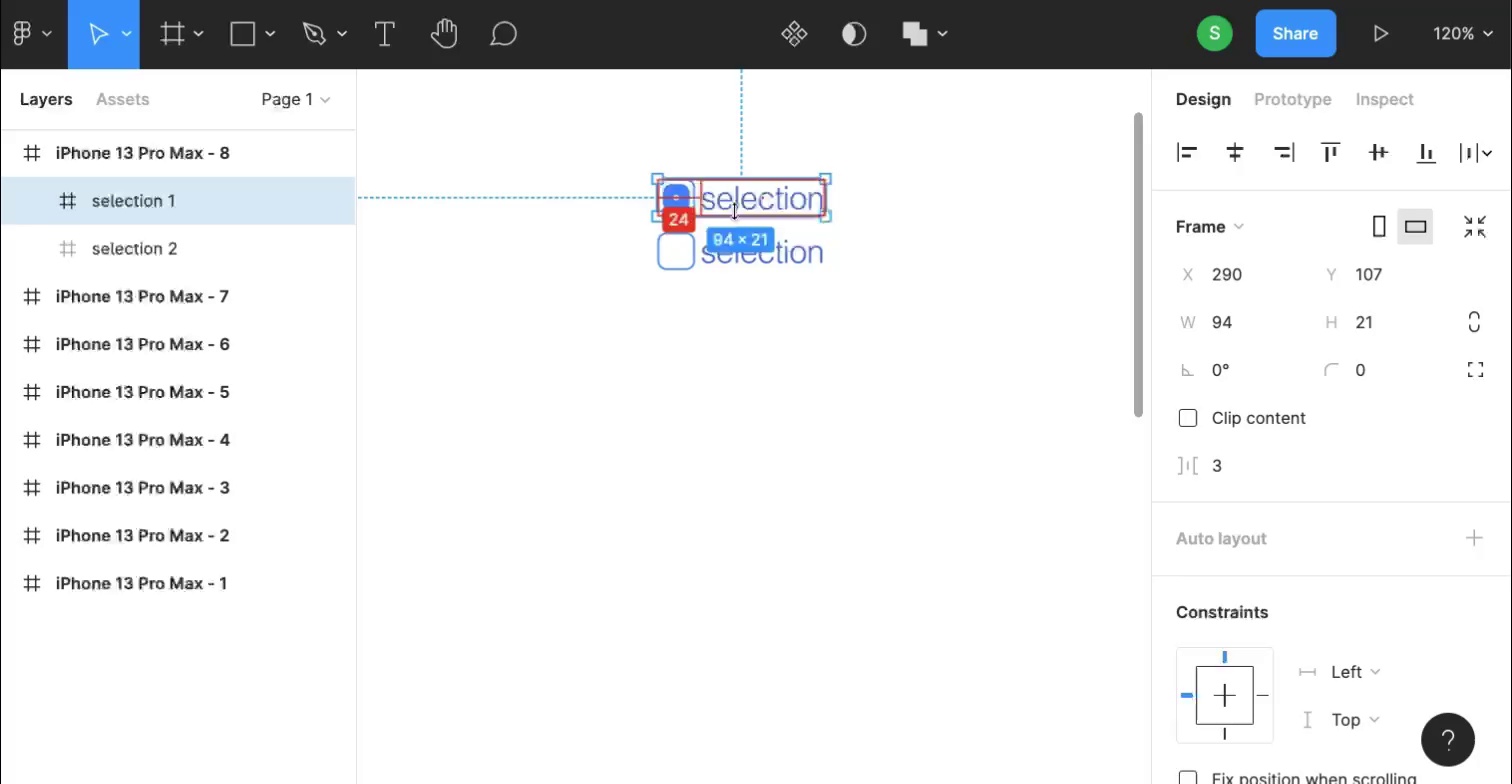 S
Share
120%
Layers
Assets
Page 1
Design
Prototype
Inspect
iPhone 13 Pro Max - 8
selection 1
selection 2
iPhone 13 Pro Max - 7
iPhone 13 Pro Max - 6
iPhone 13 Pro Max - 5
iPhone 13 Pro Max - 4
iPhone 13 Pro Max - 3
iPhone 13 Pro Max - 2
iPhone 13 Pro Max - 1
selection
24
94 × 21
selection
Frame
X 290 Y 107
W 94 H 21
0° 0
Clip content
3
Auto layout
Constraints
Left
Top
?
Fix position when scrolling